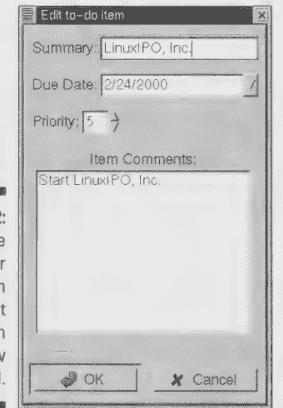 Edit to-do item
Summary: LinuxIPO, Inc.
Due Date: 2/24/2000
Priority: 5
Item Comments:
Start LinuxIPO, Inc.
OK
Cancel